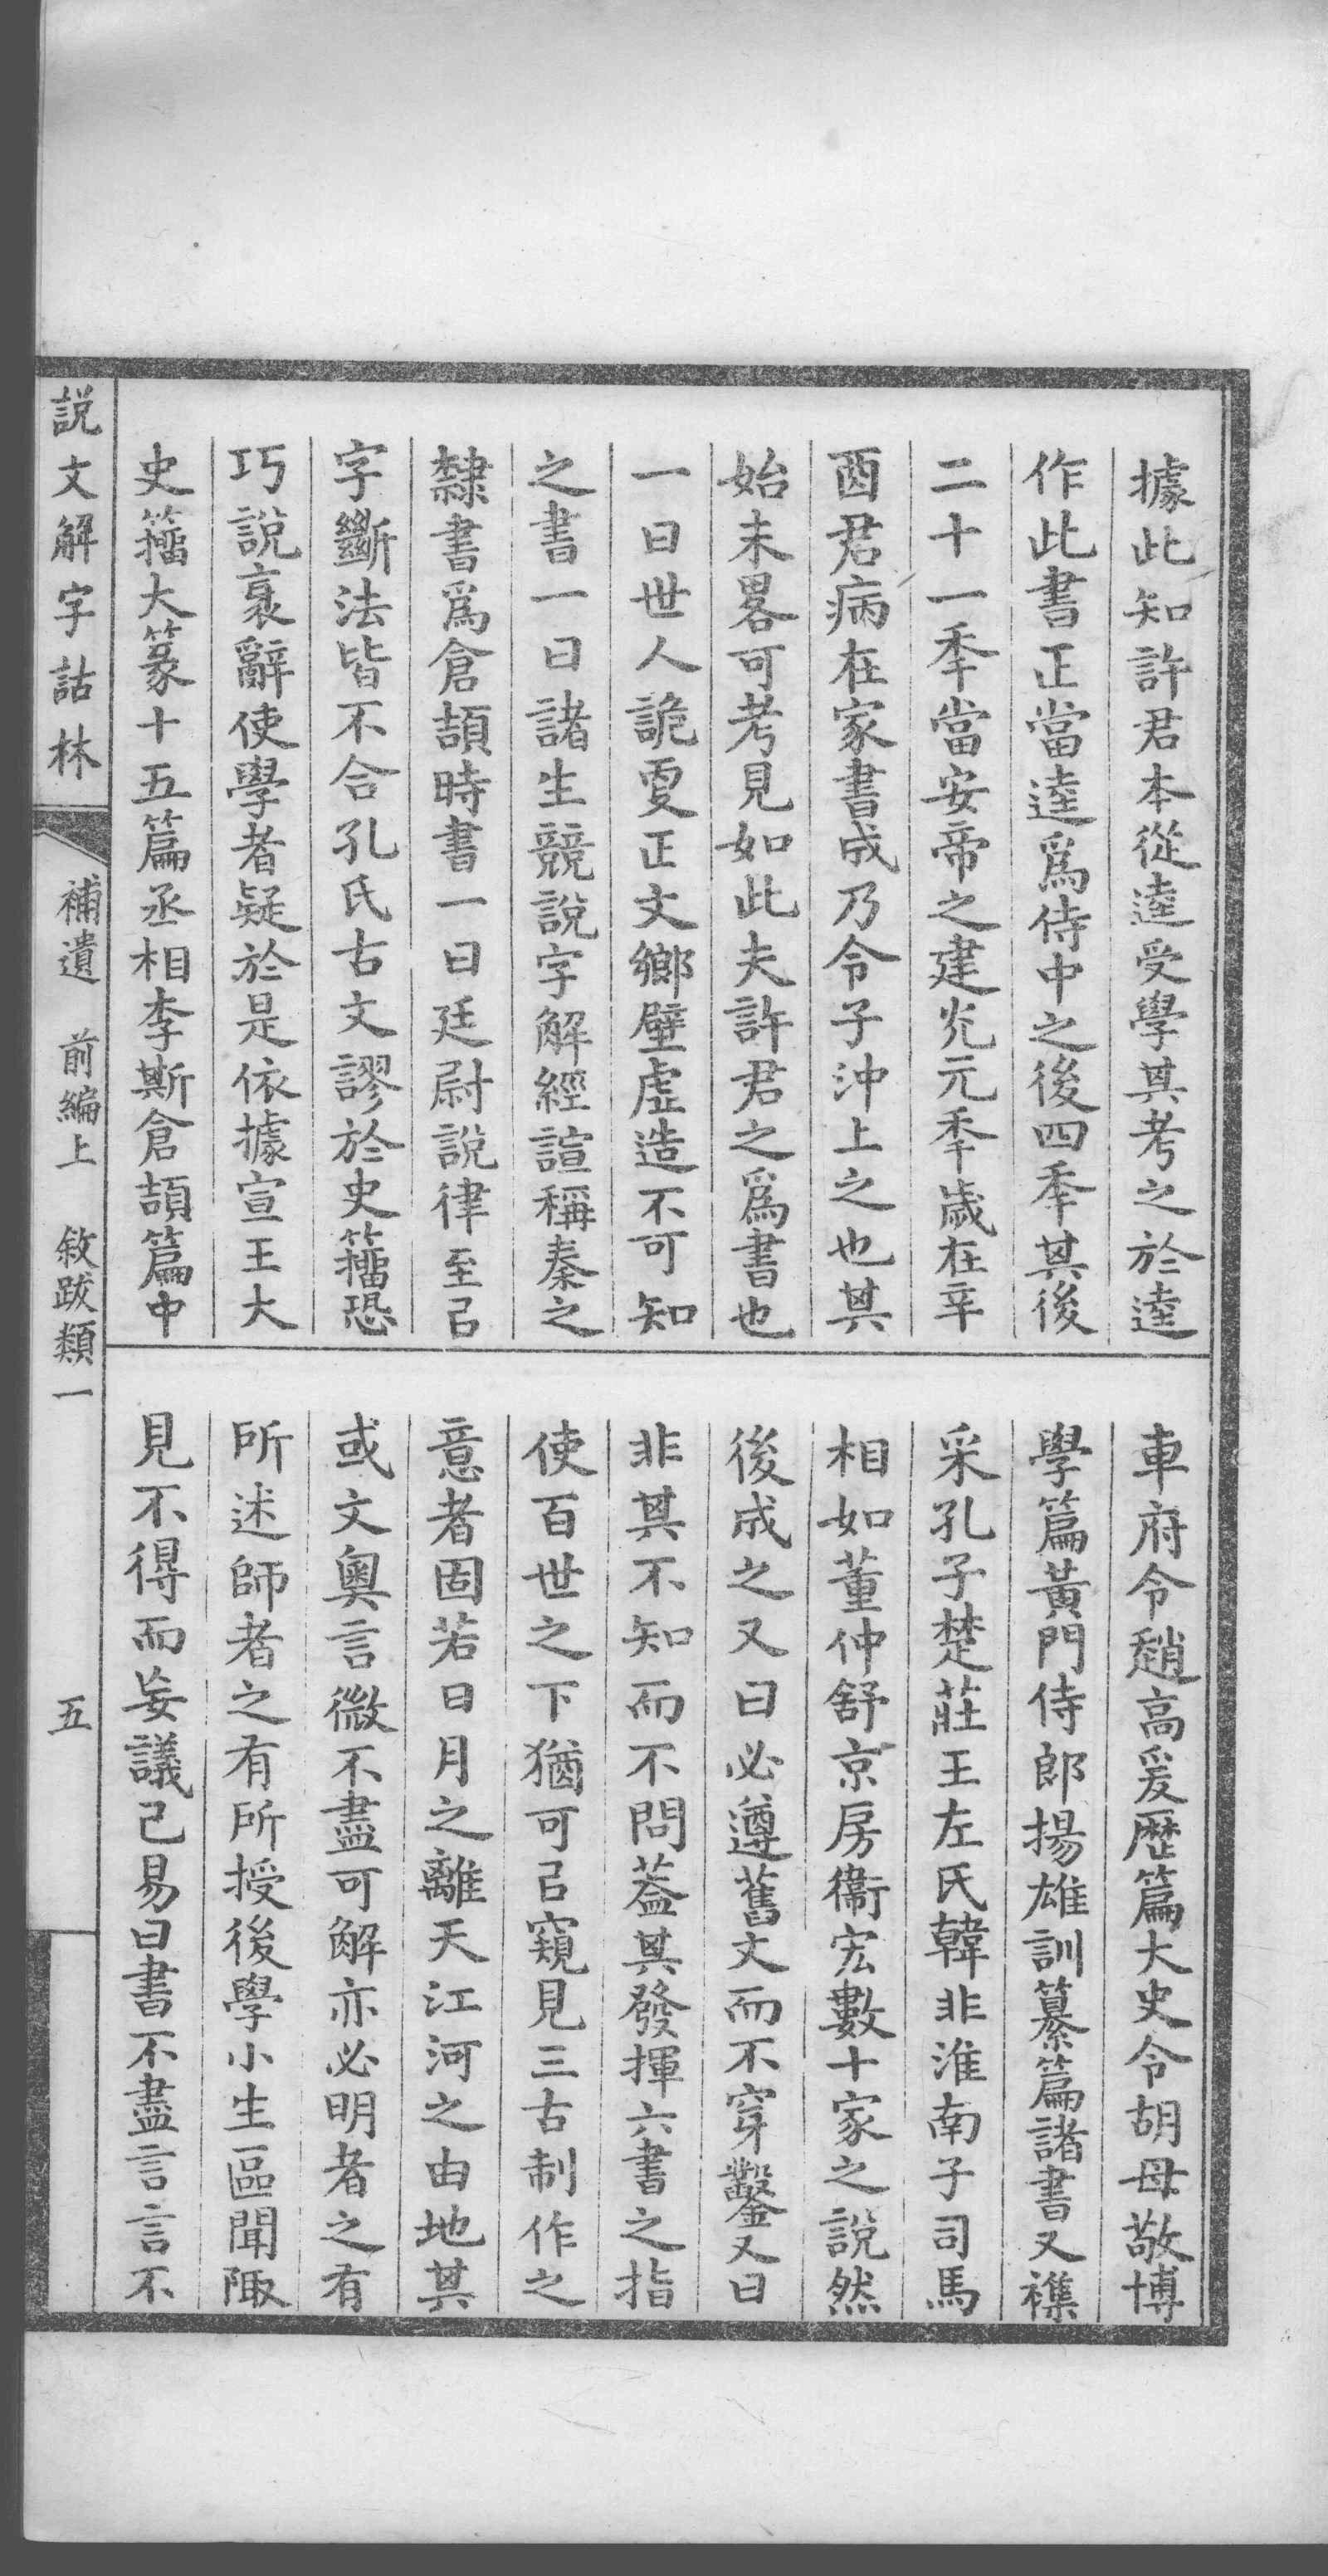 據此知許君本從逵受學其考之於逵
作此書正當逵爲侍中之後四秊其後
二十一秊當安帝之建光元秊歲在辛
酉君病在家書成乃令子沖上之也其
始末畧可考見如此夫許君之爲書也
一曰世人詭叓正文鄉壁虛造不可知
之書一曰諸生競說字解經諠稱秦之
隸書爲倉頡時書一曰廷尉說律至㠯
字斷法皆不合孔氏古文謬於史籒恐
巧說衺辭使學者疑於是依據宣王大
史籒大篆十五篇丞相李斯倉頡篇中
車府令趙高爰歷篇大史令胡母敬博
學篇黃門侍郎揚雄訓纂篇諸書又襍
采孔子楚莊王左氏韓非淮南子司馬
相如董仲舒京房衞宏數十家之說然
後成之又曰必遵舊文而不穿鑿又曰
非其不知而不問葢其發揮六書之指
使百世之下猶可㠯窺見三古制作之
意者固若日月之離天江河之由地其
或文奧言微不盡可解亦必明者之有
所述師者之有所授後學小生區聞陬
見不得而妄議已易曰書不盡言言不
説文解字詁林 補遺 前編上 敘跋類一 五